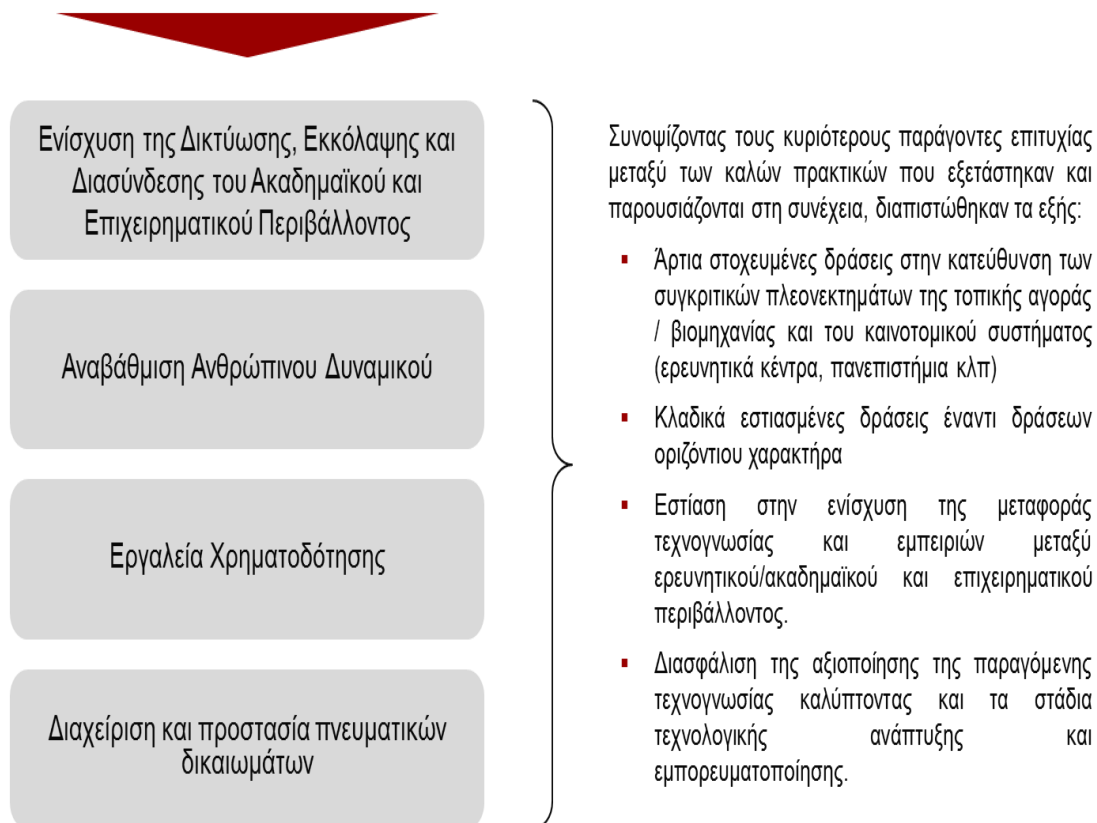 Ενίσχυση της Δικτύωσης, Εκκόλαψης και
Διασύνδεσης του Ακαδημαϊκού και
Επιχειρηματικού Περιβάλλοντος
Αναβάθμιση Ανθρώπινου Δυναμικού
Εργαλεία Χρηματοδότησης
Διαχείριση και προστασία πνευματικών
δικαιωμάτων
Συνοψίζοντας τους κυριότερους παράγοντες επιτυχίας
μεταξύ των καλών πρακτικών που εξετάστηκαν και
παρουσιάζονται στη συνέχεια, διαπιστώθηκαν τα εξής:
▪ Άρτια στοχευμένες δράσεις στην κατεύθυνση των
συγκριτικών πλεονεκτημάτων της τοπικής αγοράς
/ βιομηχανίας και του καινοτομικού συστήματος
(ερευνητικά κέντρα, πανεπιστήμια κλπ)
▪ Κλαδικά εστιασμένες δράσεις έναντι δράσεων
οριζόντιου χαρακτήρα
▪ Εστίαση στην ενίσχυση της μεταφοράς
τεχνογνωσίας και εμπειριών μεταξύ
ερευνητικού/ακαδημαϊκού και επιχειρηματικού
περιβάλλοντος.
▪ Διασφάλιση της αξιοποίησης της παραγόμενης
τεχνογνωσίας καλύπτοντας και τα στάδια
τεχνολογικής ανάπτυξης και
εμπορευματοποίησης.